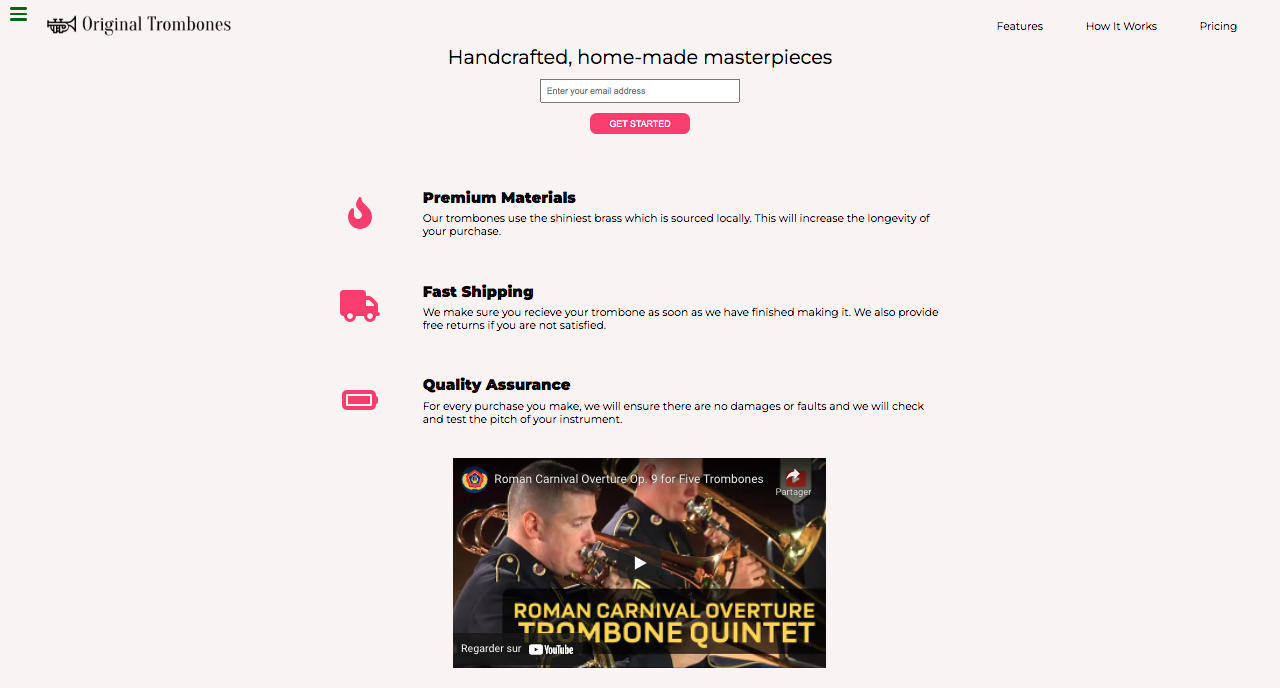 Original Trombones
Features
How It Works
Pricing
Handcrafted, home-made masterpieces
Enter your email address
GET STARTED
Premium Materials
Our trombones use the shiniest brass which is sourced locally. This will increase the longevity of
your purchase.
Fast Shipping
We make sure you recieve your trombone as soon as we have finished making it. We also provide
free returns if you are not satisfied.
Quality Assurance
For every purchase you make, we will ensure there are no damages or faults and we will check
and test the pitch of your instrument.
Roman Carnival Overture Op. 9 for Five Trombones
Partager
ROMAN CARNIVAL OVERTURE
TROMBONE QUINTET
Regarder sur YouTube